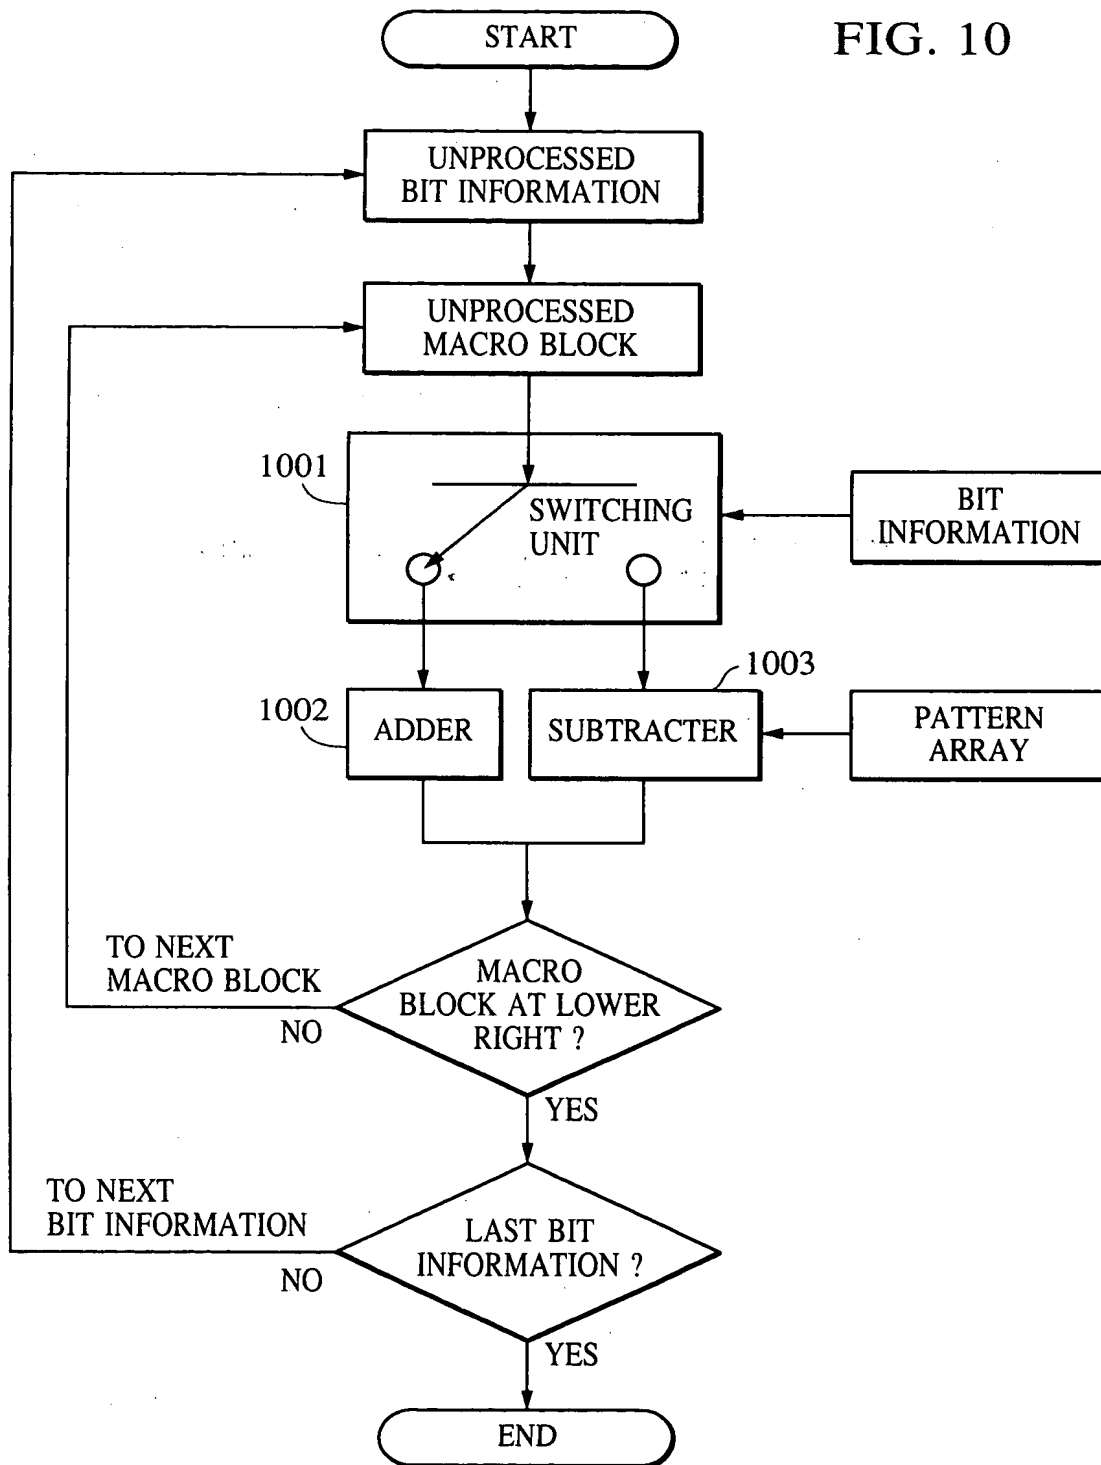 START
FIG. 10
UNPROCESSED
BIT INFORMATION
UNPROCESSED
MACRO BLOCK
1001
SWITCHING
UNIT
BIT
INFORMATION
1002
ADDER
1003
SUBTRACTER
PATTERN
ARRAY
TO NEXT
MACRO BLOCK
NO
MACRO
BLOCK AT LOWER
RIGHT ?
YES
TO NEXT
BIT INFORMATION
NO
LAST BIT
INFORMATION ?
YES
END